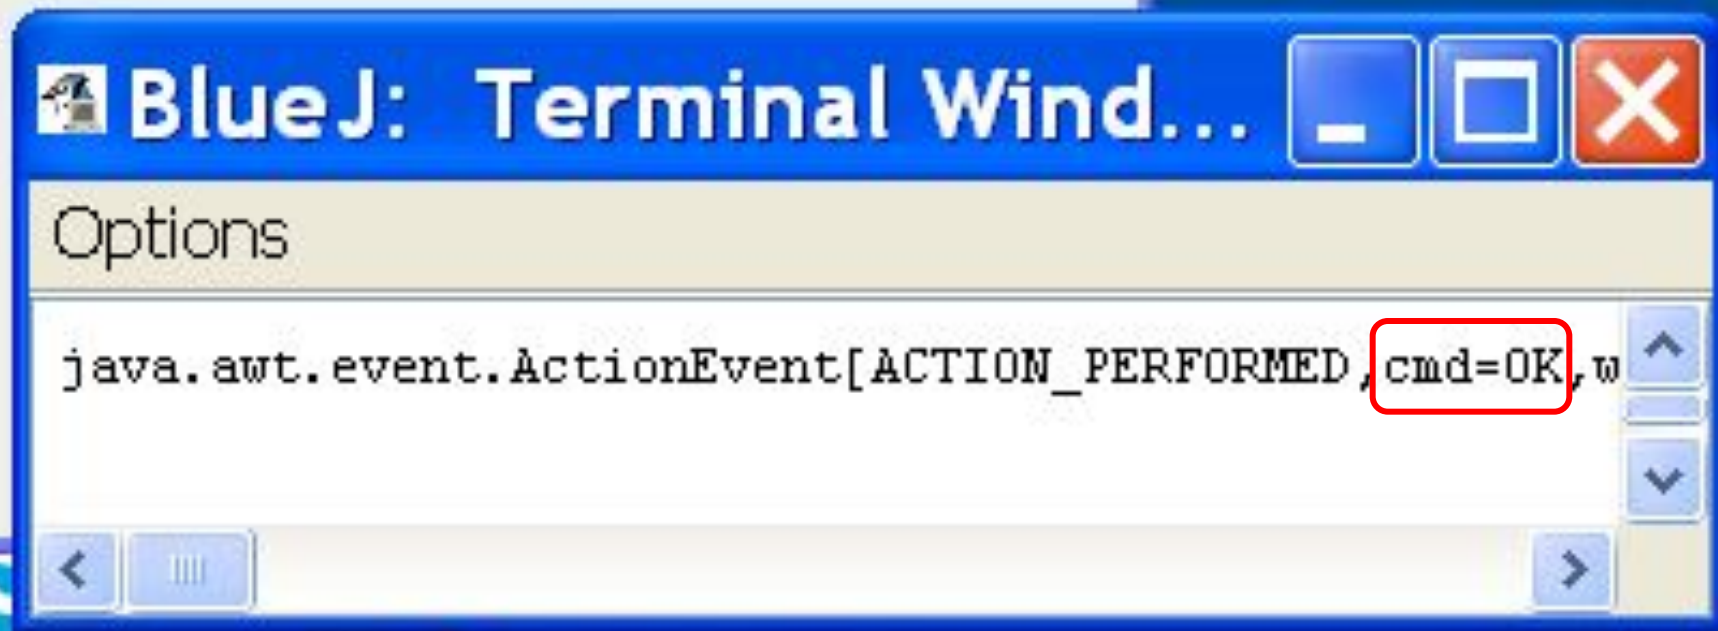 BlueJ: Terminal Wind...
Options
java.awt.event.ActionEvent[ACTION_PERFORMED,cmd=OK,w